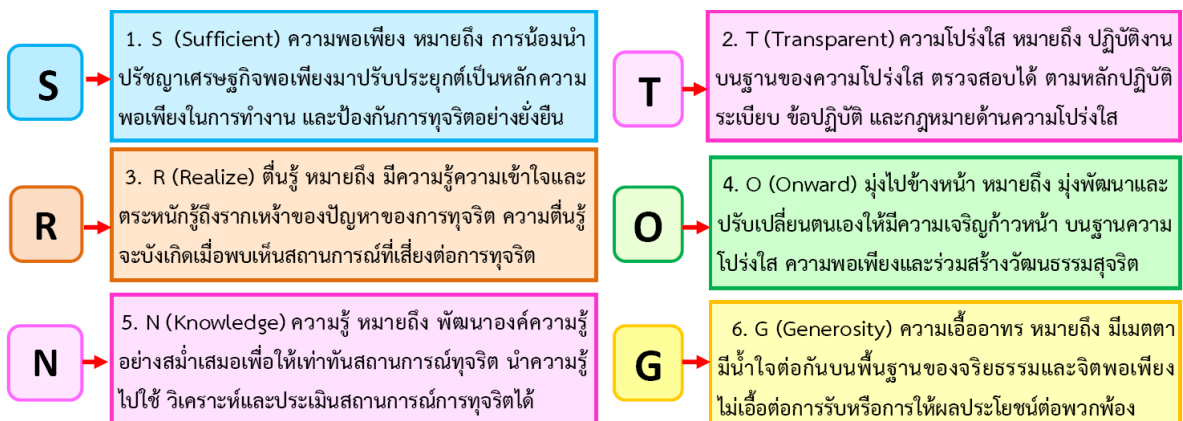 S
1. S (Sufficient) ความพอเพียง หมายถึง การน้อมนำ
ปรัชญาเศรษฐกิจพอเพียงมาปรับประยุกต์เป็นหลักความ
พอเพียงในการทำงาน และป้องกันการทุจริตอย่างยั่งยืน
T
2. T (Transparent) ความโปร่งใส หมายถึง ปฏิบัติงาน
บนฐานของความโปร่งใส ตรวจสอบได้ ตามหลักปฏิบัติ
ระเบียบ ข้อปฏิบัติ และกฎหมายด้านความโปร่งใส
R
3. R (Realize) ตื่นรู้ หมายถึง มีความรู้ความเข้าใจและ
ตระหนักรู้ถึงรากเหง้าของปัญหาของการทุจริต ความตื่นรู้
จะบังเกิดเมื่อพบเห็นสถานการณ์ที่เสี่ยงต่อการทุจริต
O
4. O (Onward) มุ่งไปข้างหน้า หมายถึง มุ่งพัฒนาและ
ปรับเปลี่ยนตนเองให้มีความเจริญก้าวหน้า บนฐานความ
โปร่งใส ความพอเพียงและร่วมสร้างวัฒนธรรมสุจริต
N
5. N (Knowledge) ความรู้ หมายถึง พัฒนาองค์ความรู้
อย่างสม่ำเสมอเพื่อให้เท่าทันสถานการณ์ทุจริต นำความรู้
ไปใช้ วิเคราะห์และประเมินสถานการณ์การทุจริตได้
G
6. G (Generosity) ความเอื้ออาทร หมายถึง มีเมตตา
มีน้ำใจต่อกันบนพื้นฐานของจริยธรรมและจิตพอเพียง
ไม่เอื้อต่อการรับหรือการให้ผลประโยชน์ต่อพวกพ้อง